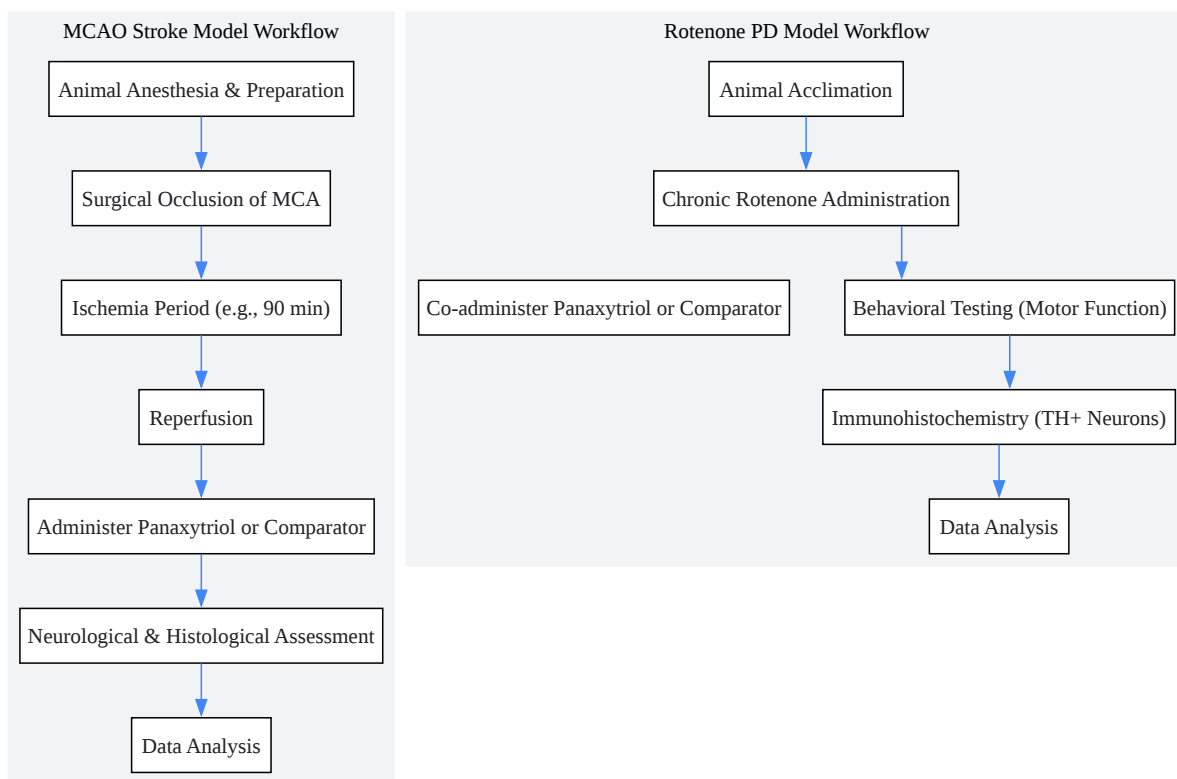 MCAO Stroke Model Workflow
Animal Anesthesia & Preparation
Surgical Occlusion of MCA
Ischemia Period (e.g., 90 min)
Reperfusion
Administer Panaxytriol or Comparator
Neurological & Histological Assessment
Data Analysis
Rotenone PD Model Workflow
Animal Acclimation
Chronic Rotenone Administration
Co-administer Panaxytriol or Comparator
Behavioral Testing (Motor Function)
Immunohistochemistry (TH+ Neurons)
Data Analysis